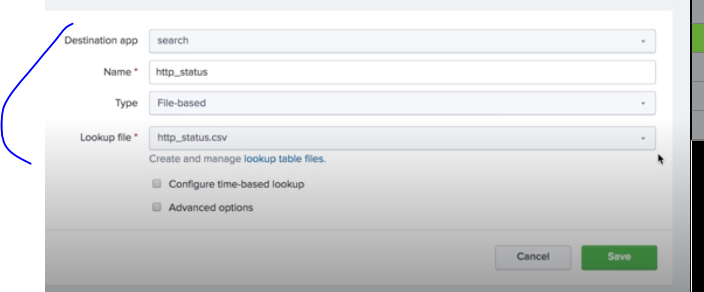 Destination app search
Name * http_status
Type File-based
Lookup file * http_status.csv
Create and manage lookup table files.
Configure time-based lookup
Advanced options
Cancel Save